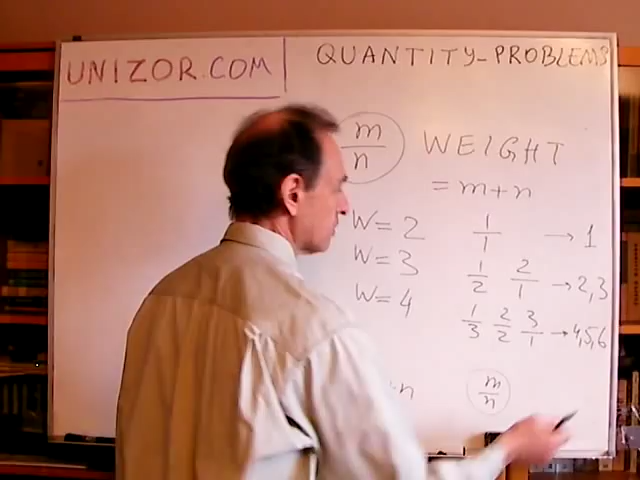 UNIZOR.COM
QUANTITY-PROBLEMS
m/n WEIGHT
= m+n
W=2 1/1 → 1
W=3 1/2 2/1 → 2,3
W=4 1/3 2/2 3/1 → 4,5,6
n m/n